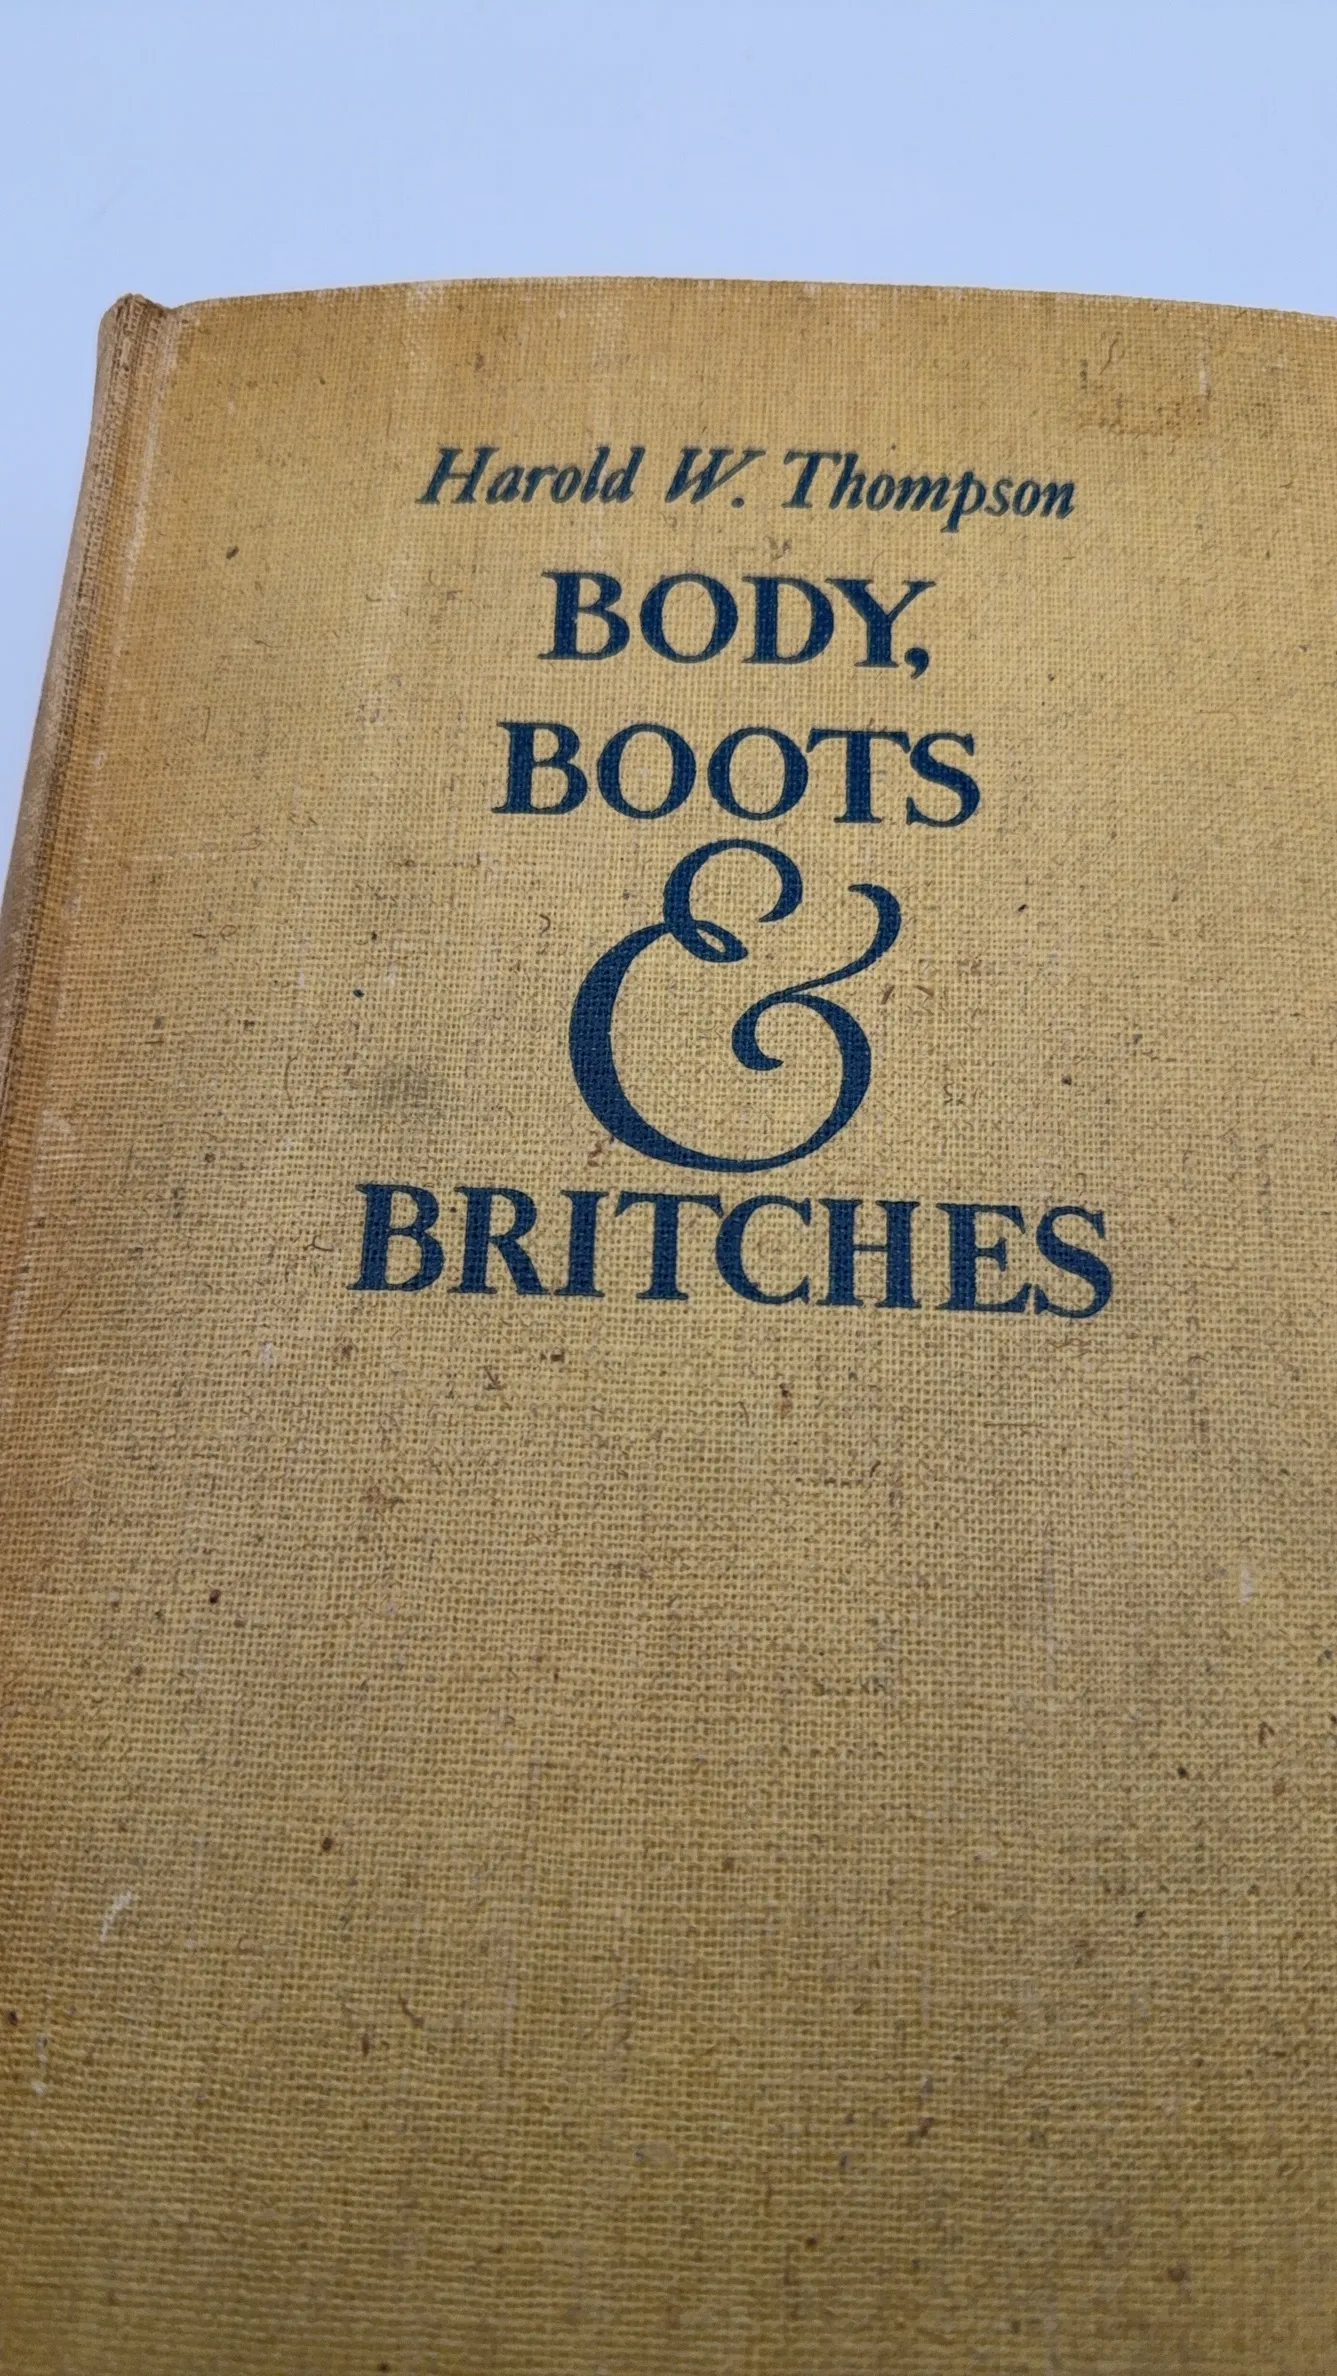 Harold W. Thompson
BODY,
BOOTS
&
BRITCHES